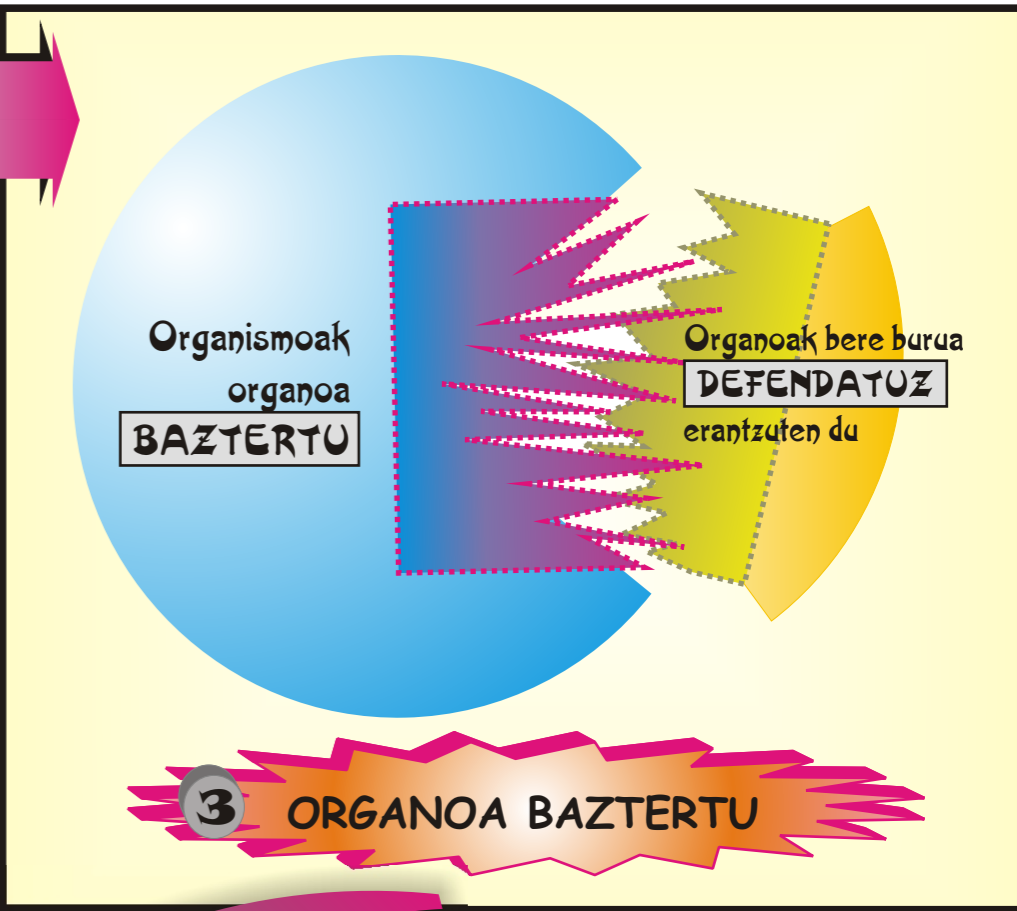 Organismoak
organoa
BAZTERTU
Organoak bere burua
DEFENDATUZ
erantzuten du
3 ORGANOA BAZTERTU